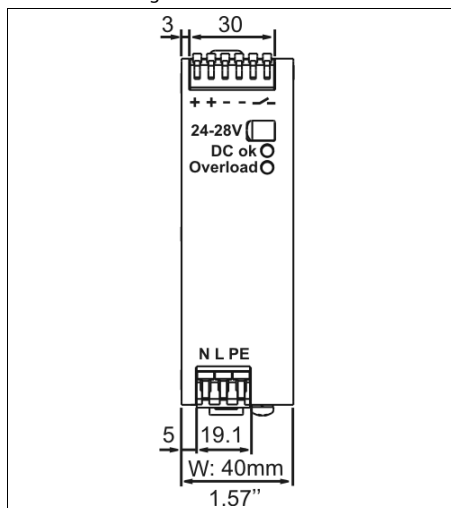 3 30
+ + - -
24-28V
DC ok
Overload
N L PE
5 19.1
W: 40mm
1.57’’